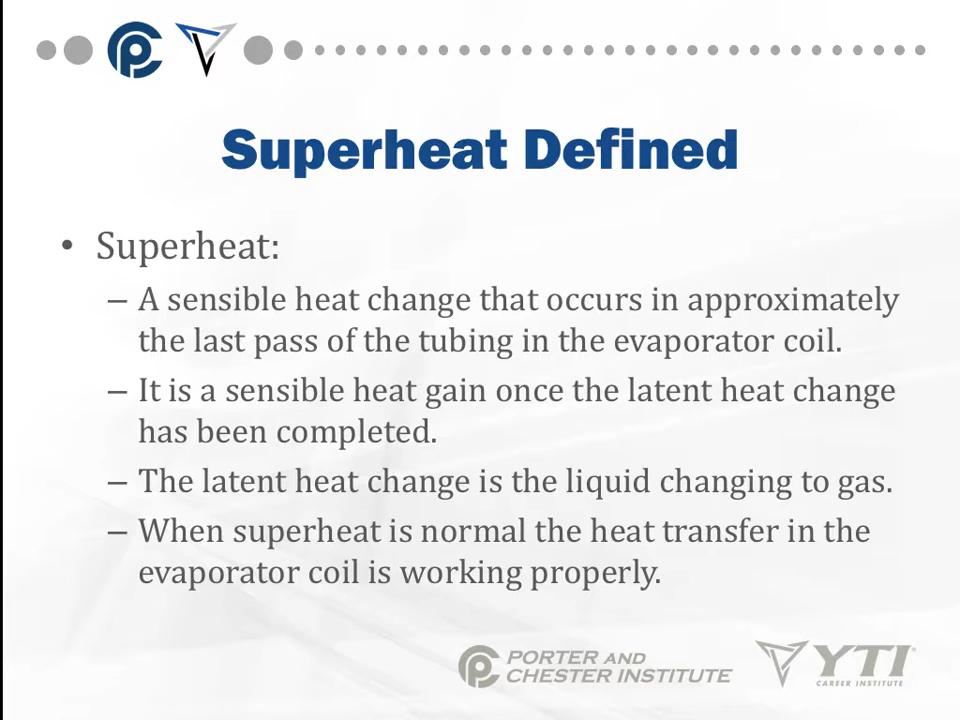 Superheat Defined
• Superheat:
– A sensible heat change that occurs in approximately
the last pass of the tubing in the evaporator coil.
– It is a sensible heat gain once the latent heat change
has been completed.
– The latent heat change is the liquid changing to gas.
– When superheat is normal the heat transfer in the
evaporator coil is working properly.
PORTER AND
CHESTER INSTITUTE
YTI
CAREER INSTITUTE